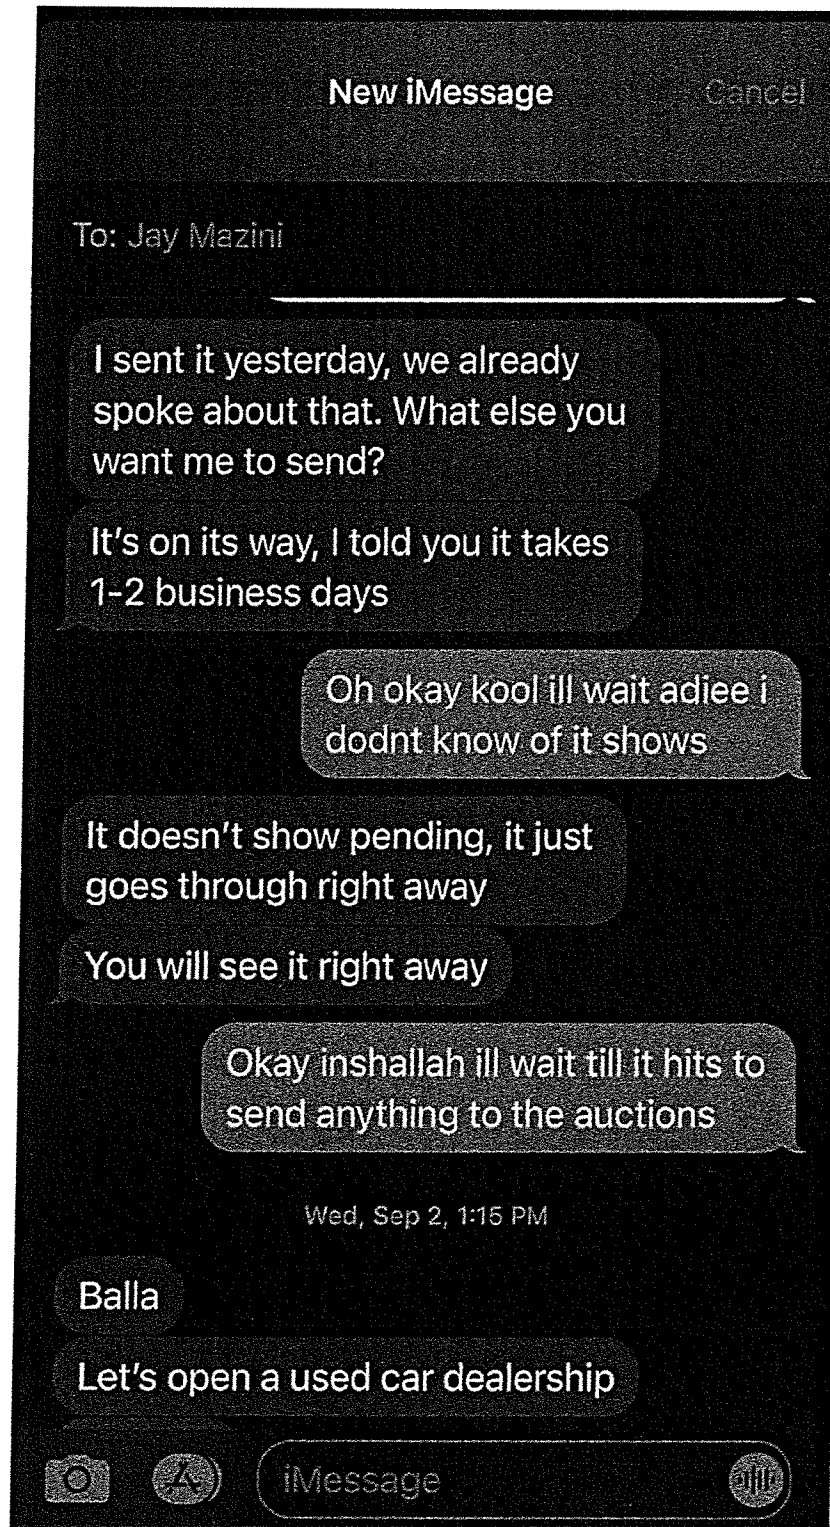 New iMessage
Cancel
To: Jay Mazini
I sent it yesterday, we already
spoke about that. What else you
want me to send?
It's on its way, I told you it takes
1-2 business days
Oh okay kool ill wait adiee i
dodnt know of it shows
It doesn't show pending, it just
goes through right away
You will see it right away
Okay inshallah ill wait till it hits to
send anything to the auctions
Wed, Sep 2, 1:15 PM
Balla
Let's open a used car dealership
iMessage